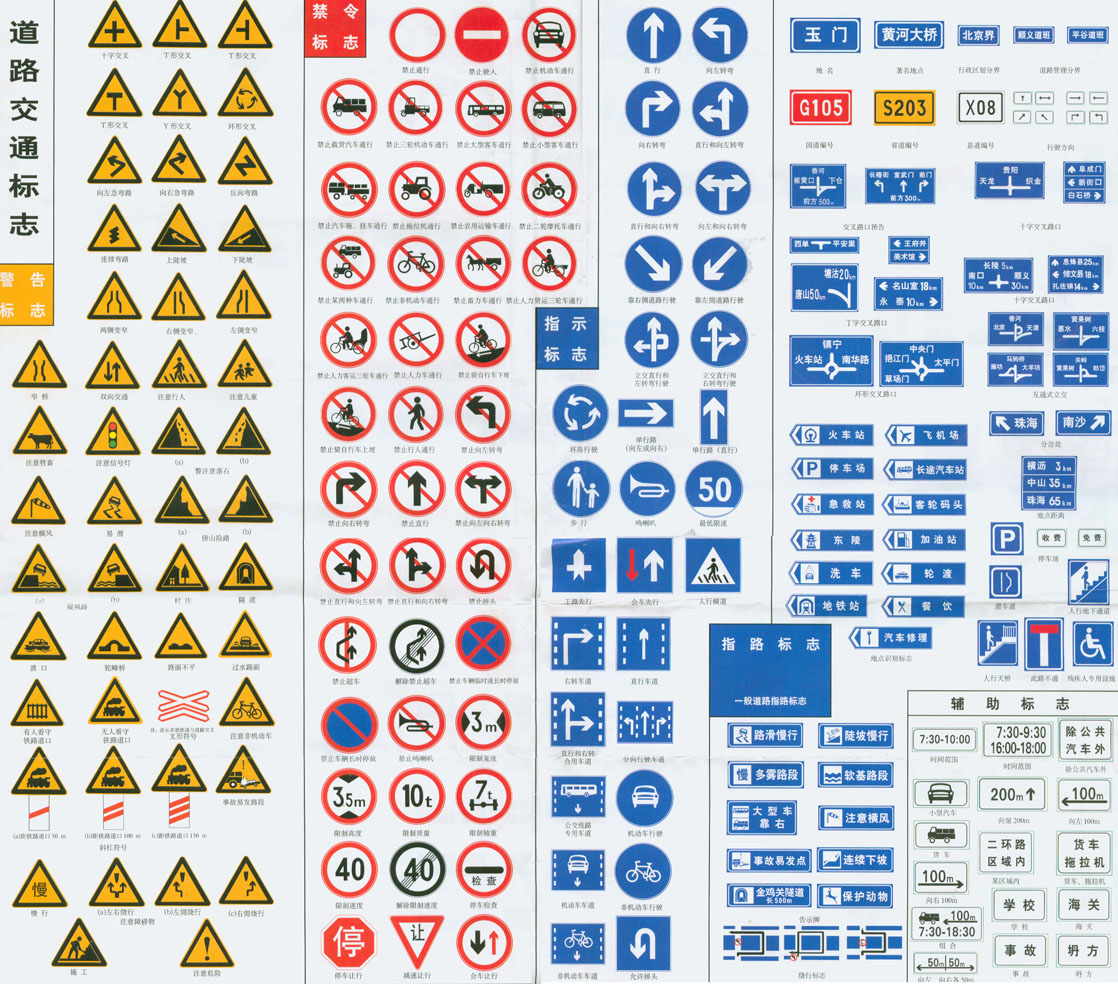 道路交通标志
警告
标志
十字交叉 T形交叉 T形交叉
T形交叉 Y形交叉 环形交叉
向左急弯路 向右急弯路 反向弯路
连续弯路 上陡坡 下陡坡
两侧变窄 右侧变窄 左侧变窄
窄桥 双向交通 注意行人 注意儿童
注意牲畜 注意信号灯 (a) (b)
警注意落石
注意横风 易滑 (a) (b)
傍山险路
(a) (b) 村庄 隧道
堤坝路
渡口 驼峰桥 路面不平 过水路面
有人看守
铁路道口
无人看守
铁路道口
叉形符号
注意非机动车
(a)距铁路道口50 m (b)距铁路道口100 m (c)距铁路道口150 m
事故易发路段
斜杠符号
慢
慢行 (a)左右绕行 (b)左侧绕行 (c)右侧绕行
注意障碍物
施工 注意危险
禁令
标志
禁止通行 禁止驶入 禁止机动车通行
禁止载货汽车通行 禁止三轮机动车通行 禁止大型客车通行 禁止小型客车通行
禁止汽车拖、挂车通行 禁止拖拉机通行 禁止农用运输车通行 禁止二轮摩托车通行
禁止某两种车通行 禁止非机动车通行 禁止畜力车通行 禁止人力货运三轮车通行
禁止人力客运三轮车通行 禁止人力车通行 禁止骑自行车下坡
禁止骑自行车上坡 禁止行人通行 禁止向左转弯
禁止向右转弯 禁止直行 禁止向左向右转弯
禁止直行和向左转弯 禁止直行和向右转弯 禁止掉头
禁止超车 解除禁止超车 禁止车辆临时或长时停放
3m
禁止车辆长时停放 禁止鸣喇叭 限制宽度
3.5m 10t 7t
限制高度 限制质量 限制轴重
40 40 检查
限制速度 解除限制速度 停车检查
停 让
停车让行 减速让行 会车让行
指示
标志
直行 向左转弯
向右转弯 直行和向左转弯
直行和向右转弯 向左和向右转弯
靠右侧道路行驶 靠左侧道路行驶
立交直行和
左转弯行驶
立交直行和
右转弯行驶
环岛行驶
单行路
(向左或向右)
单行路(直行)
50
步行 鸣喇叭 最低限速
干路先行 会车先行 人行横道
右转车道 直行车道
直行和右转
合用车道
分向行驶车道
公交线路
专用车道
机动车行驶
机动车车道 非机动车行驶
非机动车车道 允许掉头
玉门 黄河大桥 北京界 顺义道班 平谷道班
地名 著名地点 行政区划分界 道路管理分界
G105 S203 X08
国道编号 省道编号 县道编号 行驶方向
香河
崔黄口 下仓
前方500m
长椿街 宣武门 前门
前方300m
贵阳
天龙 织金
阜成门
新街口
白石桥
交叉路口预告 十字交叉路口
西单 平安里
王府井
美术馆
塘沽20km
唐山50km
名山室18km
永泰10km
长陵5km
南口 顺义
10km 30km
息烽县25km
修文县18km
扎佐镇14km
丁字交叉路口 十字交叉路口
镇宁
火车站 南华路
中央门
挹江门 太平门
草场门
香河
北京 天津
黄果树
惠水 六枝
马驹桥
廊坊 大羊坊
关岭
黄果树
环形交叉路口 互通式立交
珠海 南沙
分岔处
火车站 飞机场
P 停车场 长途汽车站
急救站 客轮码头
东陵 加油站
洗车 轮渡
地铁站 餐饮
汽车修理
地点识别标志
横沥 3km
中山 35km
珠海 65km
地点距离
P 收费 免费
停车场
避车道 人行地下通道
人行天桥 此路不通 残疾人专用设施
指路标志
一般道路指路标志
路滑慢行 陡坡慢行
慢 多雾路段 软基路段
大型车
靠右
注意横风
事故易发点 连续下坡
金鸡关隧道
长500m
保护动物
告示牌
绕行标志
辅助标志
7:30-10:00
时间范围
7:30-9:30
16:00-18:00
时间范围
除公共
汽车外
除公共汽车外
小型汽车
200m
向前200m
100m
向左100m
货车
二环路
区域内
某区域内
货车
拖拉机
货车、拖拉机
100m
向右100m
学校
学校
海关
海关
100m
7:30-18:30
组合
事故
事故
坍方
坍方
50m 50m
向左、向右各50m